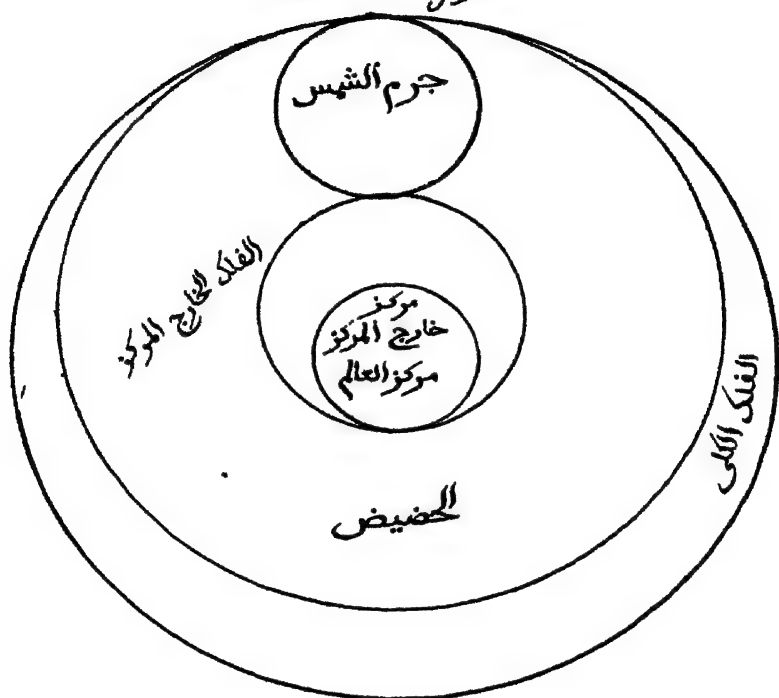 جرم الشمس
الفلك الخارج المركز
مركز
خارج المركز
مركز العالم
الفلك الكلى
الحضيض